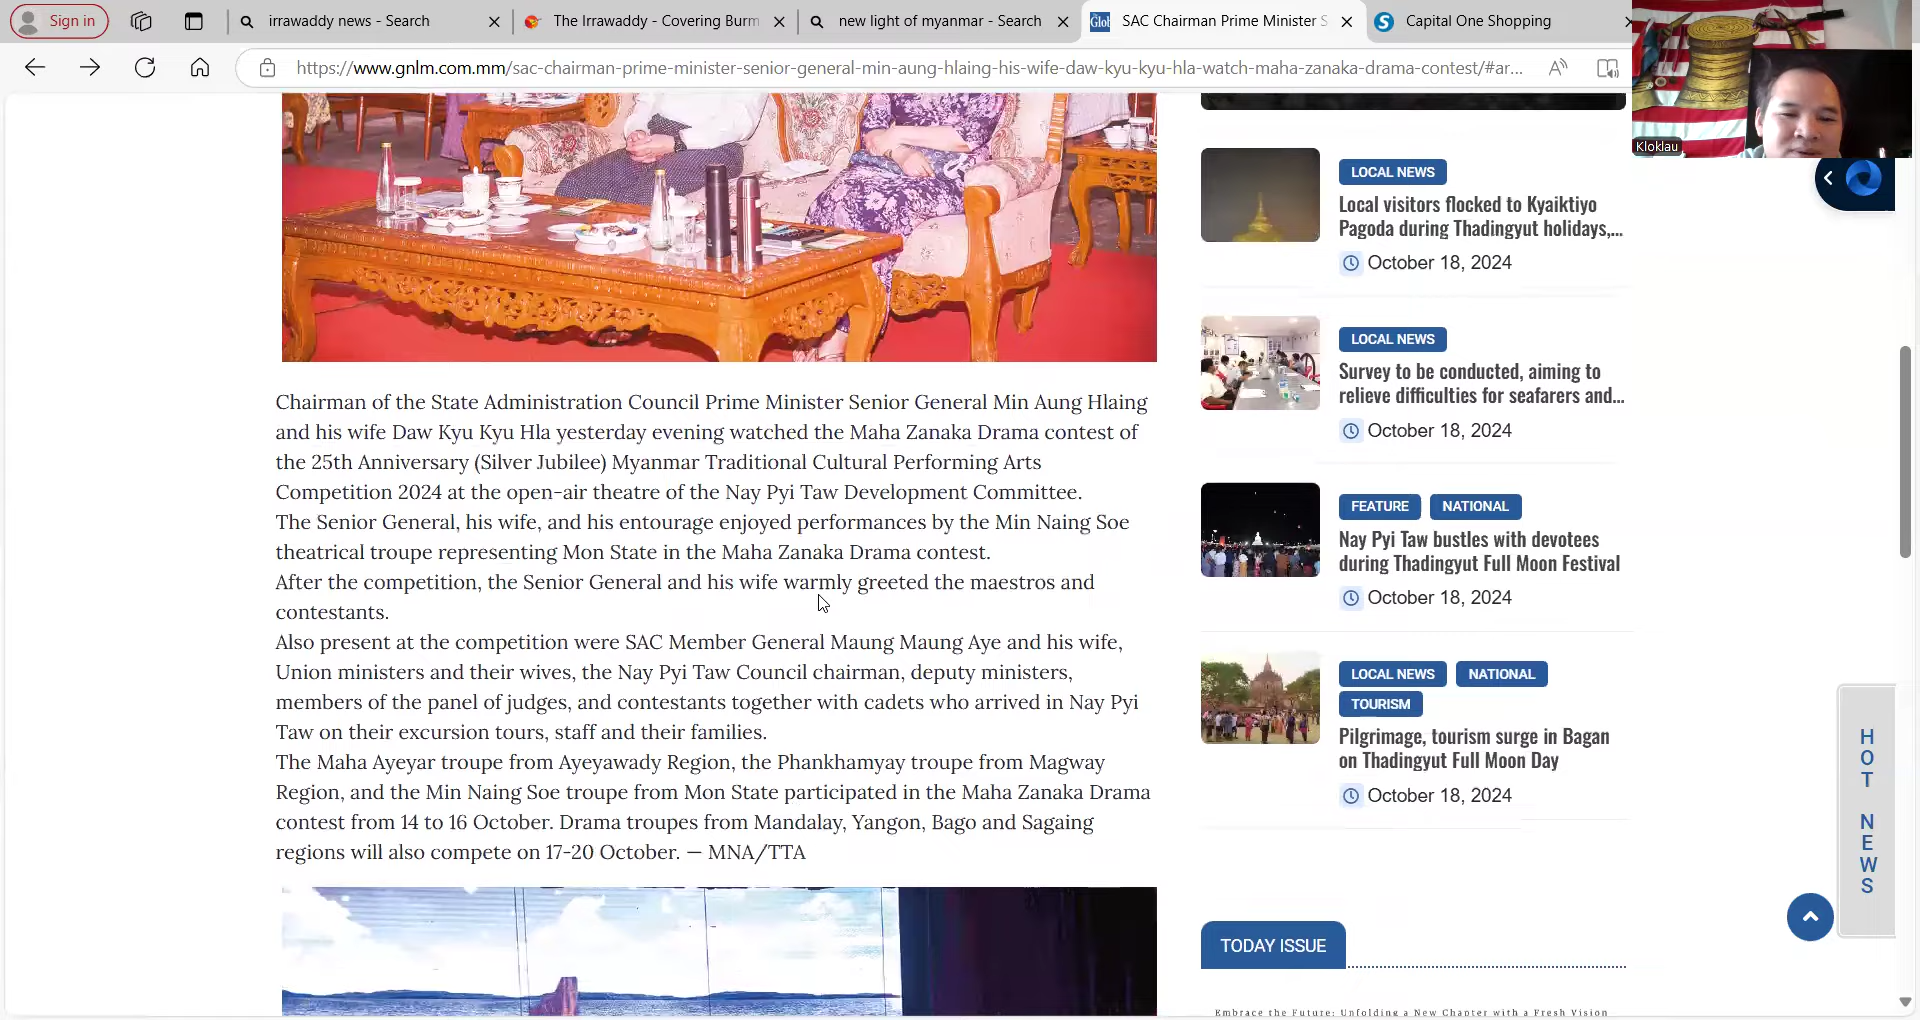 Sign in
irrawaddy news - Search
The Irrawaddy - Covering Burm
new light of myanmar - Search
SAC Chairman Prime Minister S
Capital One Shopping
https://www.gnlm.com.mm/sac-chairman-prime-minister-senior-general-min-aung-hlaing-his-wife-daw-kyu-kyu-hla-watch-maha-zanaka-drama-contest/#ar...
Kloklau
Chairman of the State Administration Council Prime Minister Senior General Min Aung Hlaing
and his wife Daw Kyu Kyu Hla yesterday evening watched the Maha Zanaka Drama contest of
the 25th Anniversary (Silver Jubilee) Myanmar Traditional Cultural Performing Arts
Competition 2024 at the open-air theatre of the Nay Pyi Taw Development Committee.
The Senior General, his wife, and his entourage enjoyed performances by the Min Naing Soe
theatrical troupe representing Mon State in the Maha Zanaka Drama contest.
After the competition, the Senior General and his wife warmly greeted the maestros and
contestants.
Also present at the competition were SAC Member General Maung Maung Aye and his wife,
Union ministers and their wives, the Nay Pyi Taw Council chairman, deputy ministers,
members of the panel of judges, and contestants together with cadets who arrived in Nay Pyi
Taw on their excursion tours, staff and their families.
The Maha Ayeyar troupe from Ayeyawady Region, the Phankhamyay troupe from Magway
Region, and the Min Naing Soe troupe from Mon State participated in the Maha Zanaka Drama
contest from 14 to 16 October. Drama troupes from Mandalay, Yangon, Bago and Sagaing
regions will also compete on 17-20 October. — MNA/TTA
LOCAL NEWS
Local visitors flocked to Kyaiktiyo
Pagoda during Thadingyut holidays,...
October 18, 2024
LOCAL NEWS
Survey to be conducted, aiming to
relieve difficulties for seafarers and...
October 18, 2024
FEATURE NATIONAL
Nay Pyi Taw bustles with devotees
during Thadingyut Full Moon Festival
October 18, 2024
LOCAL NEWS NATIONAL
TOURISM
Pilgrimage, tourism surge in Bagan
on Thadingyut Full Moon Day
October 18, 2024
HOT NEWS
TODAY ISSUE
Embrace the Future: Unfolding a New Chapter with a Fresh Vision